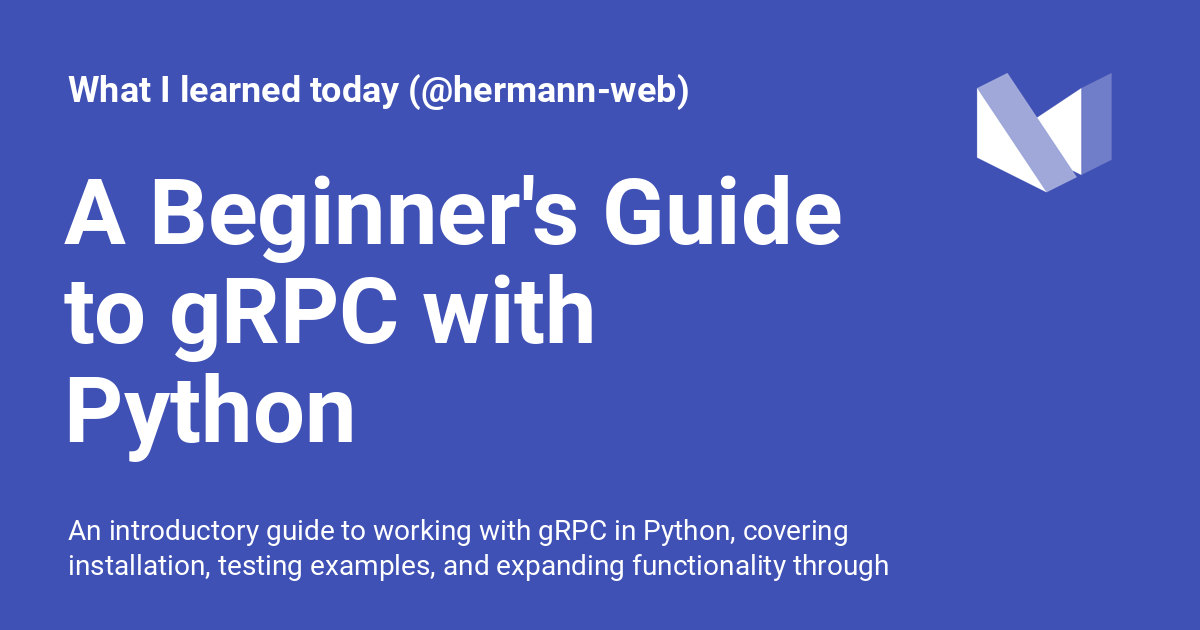 What I learned today (@hermann-web)
A Beginner's Guide
to gRPC with
Python
An introductory guide to working with gRPC in Python, covering
installation, testing examples, and expanding functionality through